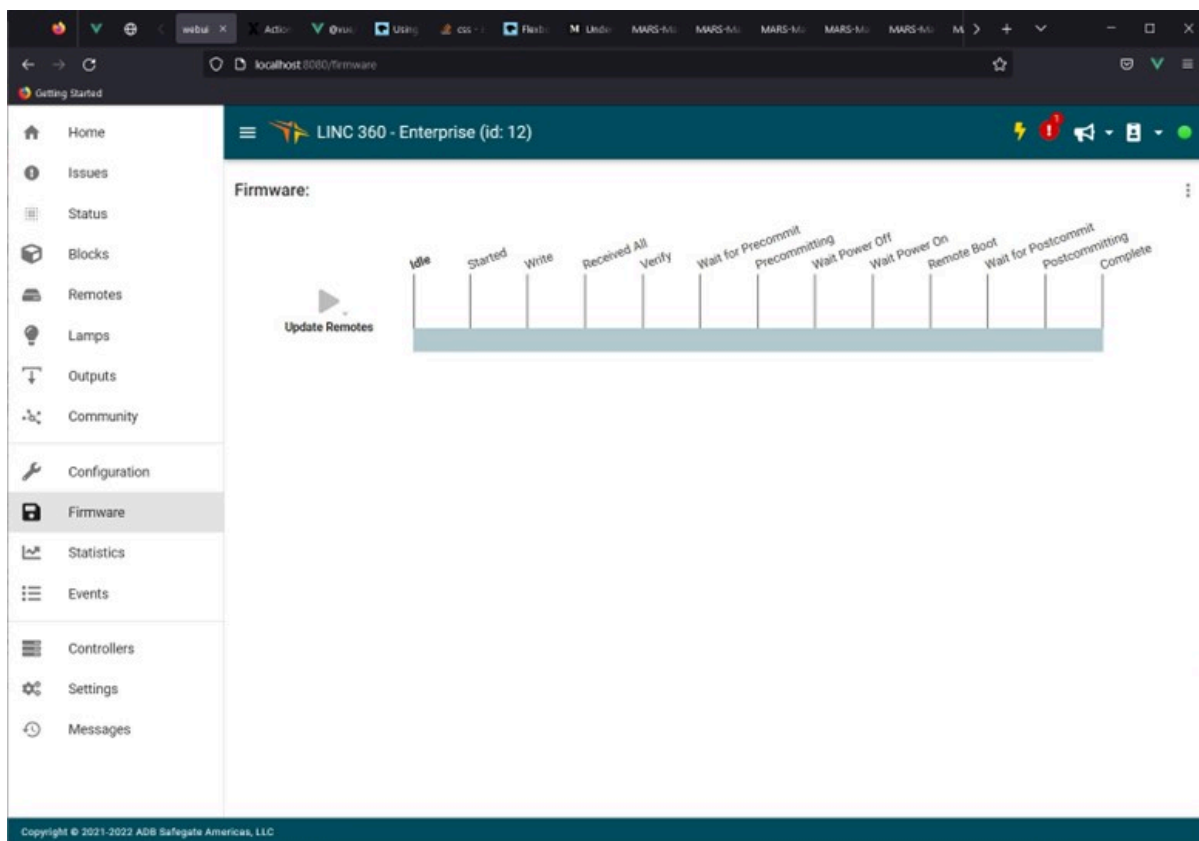 webui
Using
css -
M
MARS-M
MARS-M
MARS-M
MARS-M
MARS-M
localhost:8080/firmware
Getting Started
Home
Issues
Status
Blocks
Remotes
Lamps
Outputs
Community
Configuration
Firmware
Statistics
Events
Controllers
Settings
Messages
LINC 360 - Enterprise (id: 12)
1
Firmware:
Update Remotes
Idle
Started
Write
Received All
Verify
Wait for Precommit
Precommitting
Wait Power Off
Wait Power On
Remote Boot
Wait for Postcommit
Postcommitting
Complete
Copyright © 2021-2022 ADB Safegate Americas, LLC